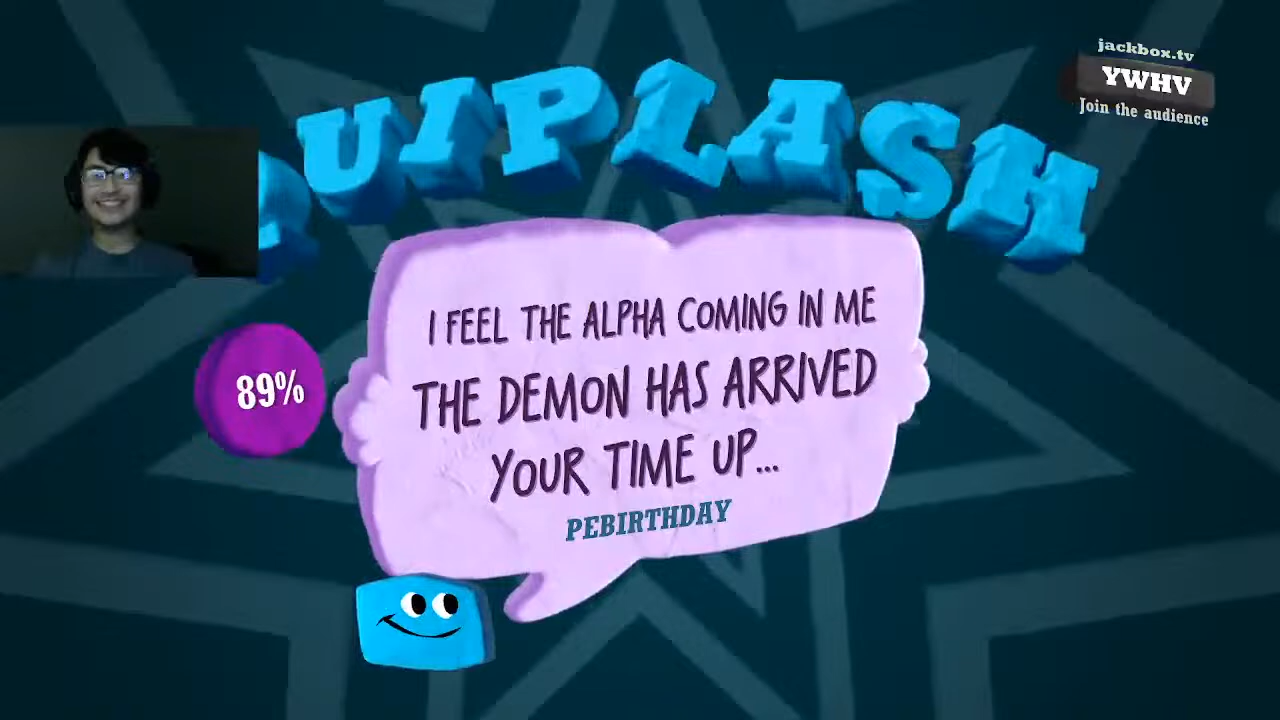 jackbox.tv
YWHV
Join the audience
QUIPLASH
I FEEL THE ALPHA COMING IN ME
THE DEMON HAS ARRIVED
YOUR TIME UP...
PEBIRTHDAY
89%